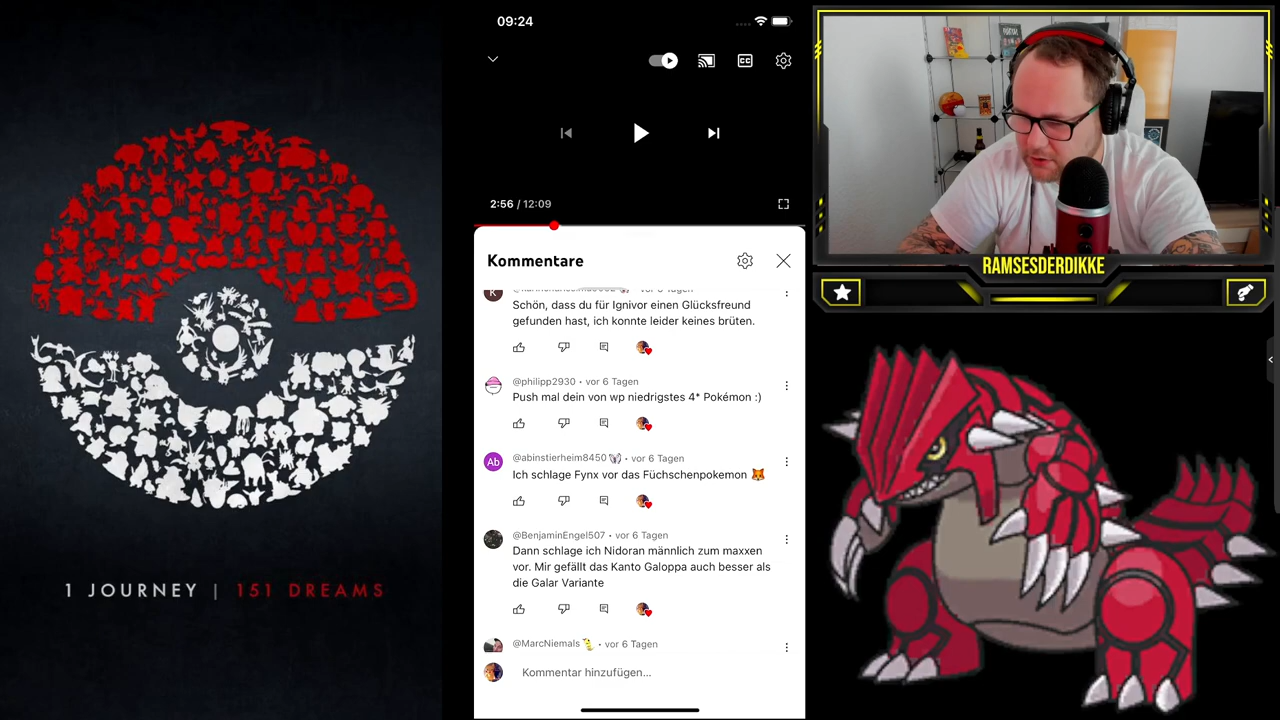 09:24
2:56 / 12:09
Kommentare
Schön, dass du für Ignivor einen Glücksfreund
gefunden hast, ich konnte leider keines brüten.
@philipp2930 • vor 6 Tagen
Push mal dein von wp niedrigstes 4* Pokémon :)
Ab
@abinstierheim8450 • vor 6 Tagen
Ich schlage Fynx vor das Füchschenpokemon 🦊
@BenjaminEngel507 • vor 6 Tagen
Dann schlage ich Nidoran männlich zum maxxen
vor. Mir gefällt das Kanto Galoppa auch besser als
die Galar Variante
@MarcNiemals • vor 6 Tagen
Kommentar hinzufügen...
1 JOURNEY | 151 DREAMS
RAMSESDERDIKKE